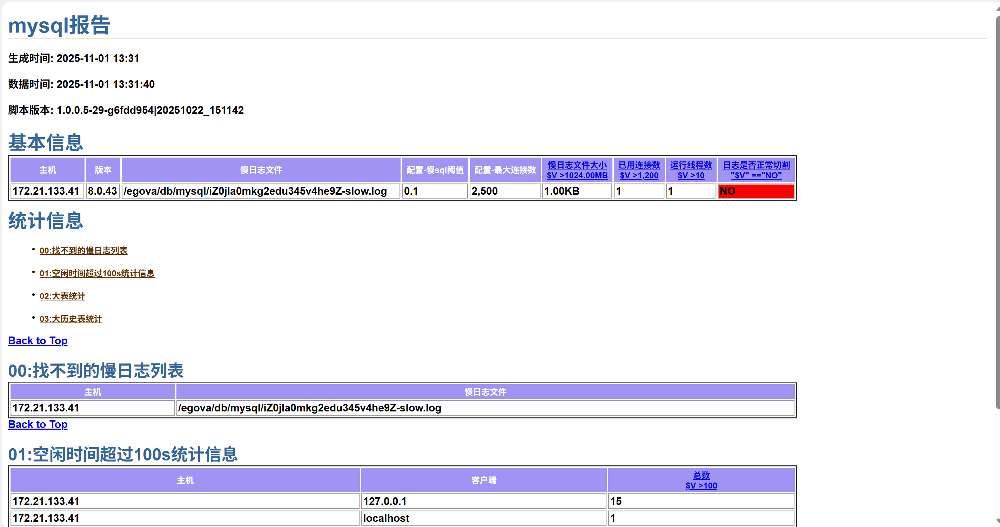 mysql报告
生成时间: 2025-11-01 13:31
数据时间: 2025-11-01 13:31:40
脚本版本: 1.0.0.5-29-g6fdd954|20251022_151142
基本信息
主机 版本 慢日志文件 配置-慢sql阈值 配置-最大连接数 慢日志文件大小 $V >1024.00MB 已用连接数 $V >1,200 运行线程数 $V >10 日志是否正常切割 "$V" =="NO"
172.21.133.41 8.0.43 /egova/db/mysql/iZ0jla0mkg2edu345v4he9Z-slow.log 0.1 2,500 1.00KB 1 1 NO
统计信息
• 00:找不到的慢日志列表
• 01:空闲时间超过100s统计信息
• 02:大表统计
• 03:大历史表统计
Back to Top
00:找不到的慢日志列表
主机 慢日志文件
172.21.133.41 /egova/db/mysql/iZ0jla0mkg2edu345v4he9Z-slow.log
Back to Top
01:空闲时间超过100s统计信息
主机 客户端 总数 $V >100
172.21.133.41 127.0.0.1 15
172.21.133.41 localhost 1